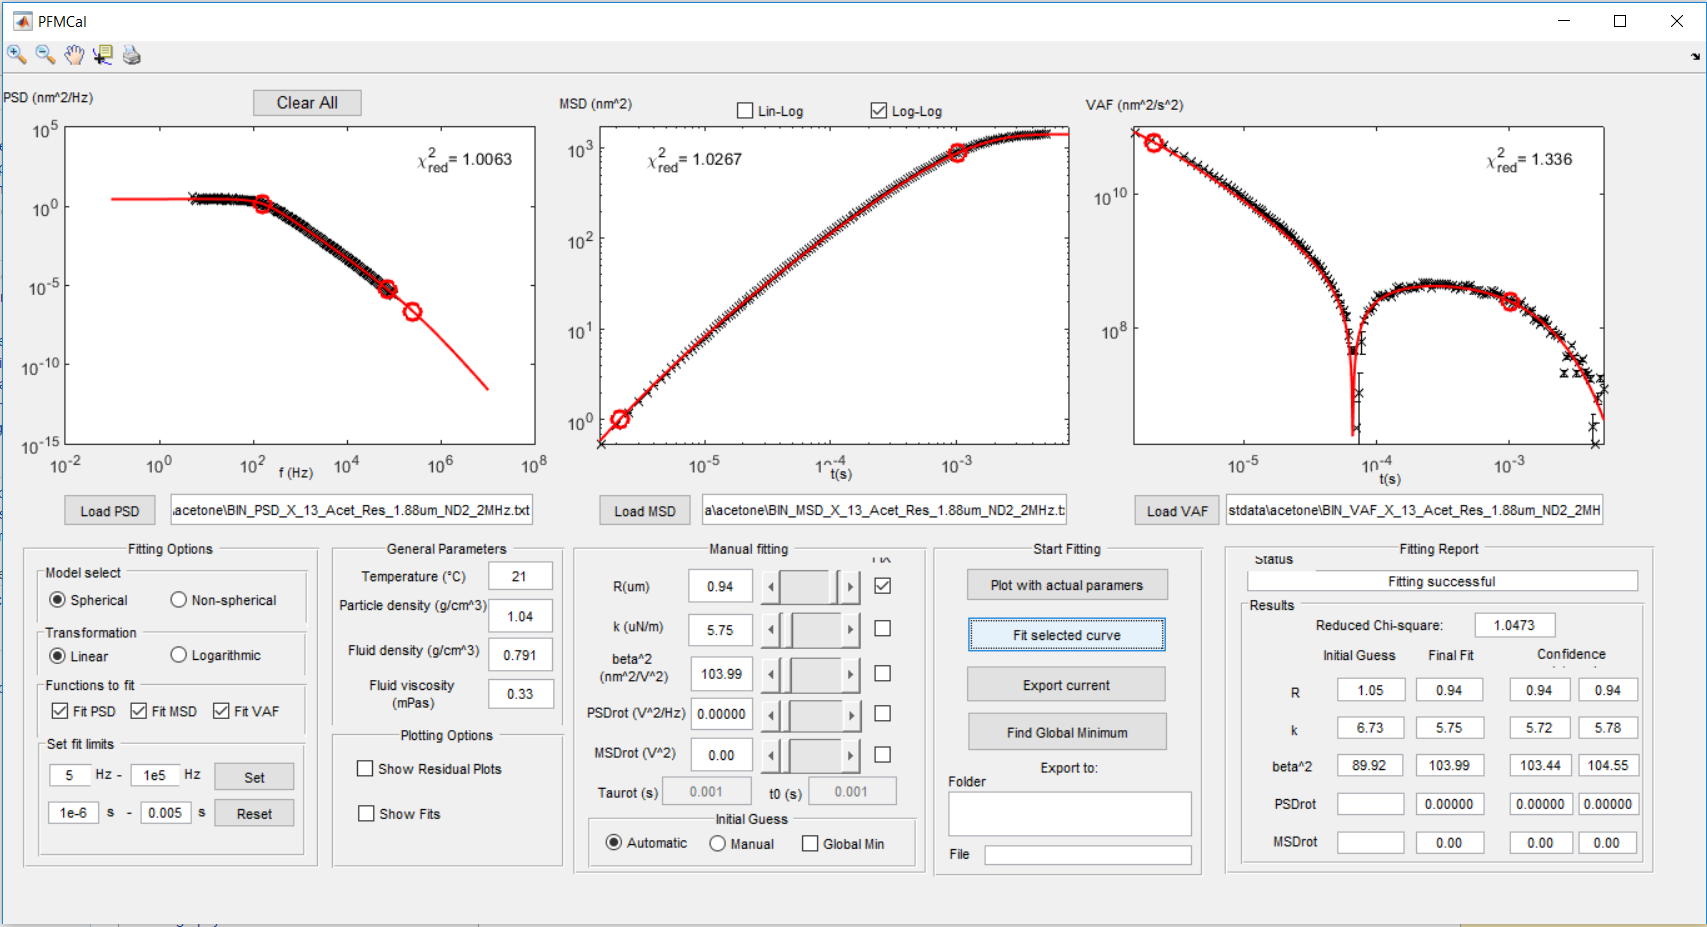 PFMCal
PSD (nm^2/Hz)
Clear All
MSD (nm^2)
Lin-Log
Log-Log
VAF (nm^2/s^2)
10^5
10^0
10^-5
10^-10
10^-15
χ^2_red= 1.0063
10^-2 10^0 10^2 10^4 10^6 10^8
f (Hz)
10^3
10^2
10^1
10^0
χ^2_red= 1.0267
10^-5 10^-4 10^-3
t(s)
10^10
10^8
χ^2_red= 1.336
10^-5 10^-4 10^-3
t(s)
Load PSD
.acetone\BIN_PSD_X_13_Acet_Res_1.88um_ND2_2MHz.txt
Load MSD
a\acetone\BIN_MSD_X_13_Acet_Res_1.88um_ND2_2MHz.t
Load VAF
stdata\acetone\BIN_VAF_X_13_Acet_Res_1.88um_ND2_2MH
Fitting Options
Model select
Spherical Non-spherical
Transformation
Linear Logarithmic
Functions to fit
Fit PSD Fit MSD Fit VAF
Set fit limits
5 Hz - 1e5 Hz Set
1e-6 s - 0.005 s Reset
General Parameters
Temperature (°C) 21
Particle density (g/cm^3) 1.04
Fluid density (g/cm^3) 0.791
Fluid viscosity
(mPas)
0.33
Plotting Options
Show Residual Plots
Show Fits
Manual fitting
R(um) 0.94
k (uN/m) 5.75
beta^2
(nm^2/V^2)
103.99
PSDrot (V^2/Hz) 0.00000
MSDrot (V^2) 0.00
Taurot (s) 0.001 t0 (s) 0.001
Initial Guess
Automatic Manual Global Min
Start Fitting
Plot with actual paramers
Fit selected curve
Export current
Find Global Minimum
Export to:
Folder
File
Fitting Report
Status
Fitting successful
Results
Reduced Chi-square: 1.0473
Initial Guess Final Fit Confidence
R 1.05 0.94 0.94 0.94
k 6.73 5.75 5.72 5.78
beta^2 89.92 103.99 103.44 104.55
PSDrot 0.00000 0.00000 0.00000
MSDrot 0.00 0.00 0.00